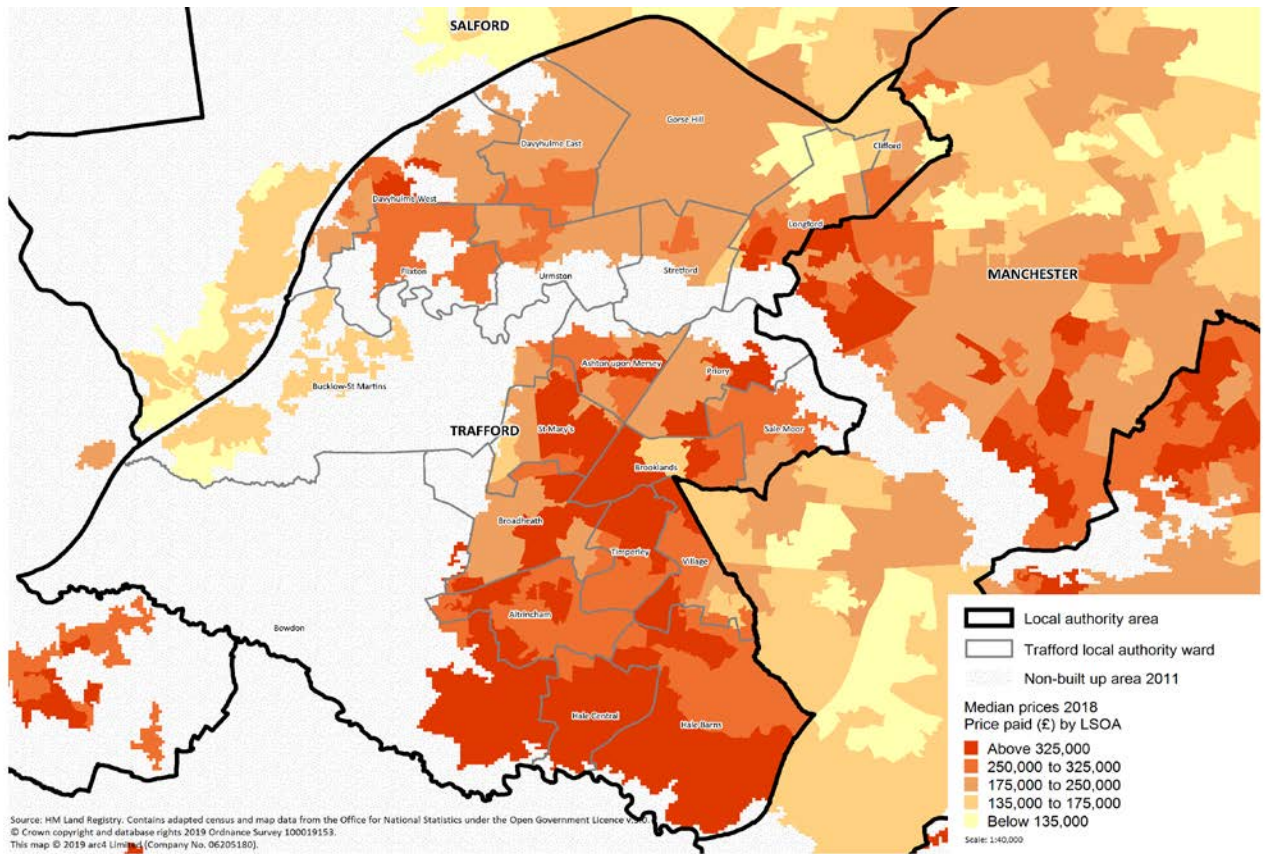 SALFORD
Gorse Hill
Davyhulme East
Clifford
Davyhulme West
Longford
Flixton
Urmston
Stretford
MANCHESTER
Ashton upon Mersey
Priory
Bucklow-St Martins
TRAFFORD
St Mary's
Sale Moor
Brooklands
Broadheath
Timperley
Village
Altrincham
Bowdon
Hale Central
Hale Barns
Local authority area
Trafford local authority ward
Non-built up area 2011
Median prices 2018
Price paid (£) by LSOA
Above 325,000
250,000 to 325,000
175,000 to 250,000
135,000 to 175,000
Below 135,000
Scale: 1:40,000
Source: HM Land Registry. Contains adapted census and map data from the Office for National Statistics under the Open Government Licence
© Crown copyright and database rights 2019 Ordnance Survey 100019153.
This map © 2019 arc4 Limited (Company No. 06205180).